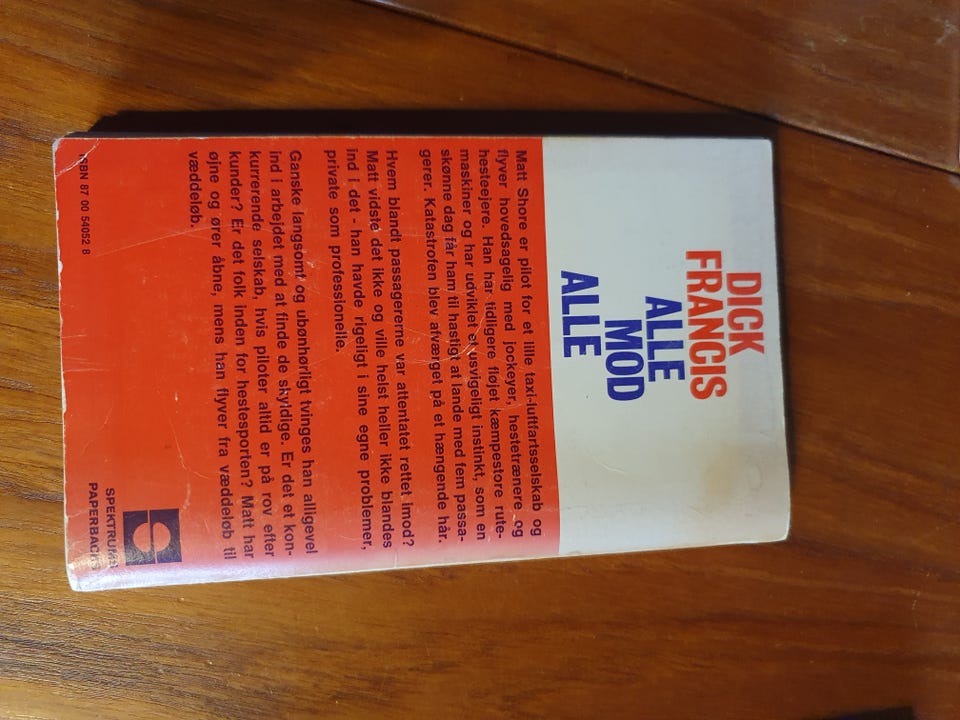 DICK
FRANCIS
ALLE
MOD
ALLE
Matt Shore er pilot for et lille taxi-luftfartsselskab og
flyver hovedsagelig med jockeyer, hestetrænere og
hesteejere. Han har tidligere fløjet kæmpestore rute-
maskiner og har udviklet et usvigeligt instinkt, som en
skønne dag får ham til hastigt at lande med fem passa-
gerer. Katastrofen blev afværget på et hængende hår.
Hvem blandt passagererne var attentatet rettet imod?
Matt vidste det ikke og ville helst heller ikke blandes
ind i det - han havde rigeligt i sine egne problemer,
private som professionelle.
Ganske langsomt og ubønhørligt tvinges han alligevel
ind i arbejdet med at finde de skyldige. Er det et kon-
kurrerende selskab, hvis piloter altid er på rov efter
kunder? Er det folk inden for hestesporten? Matt har
øjne og ører åbne, mens han flyver fra væddeløb til
væddeløb.
ISBN 87 00 54052 8
SPEKTRUMS
PAPERBACKS